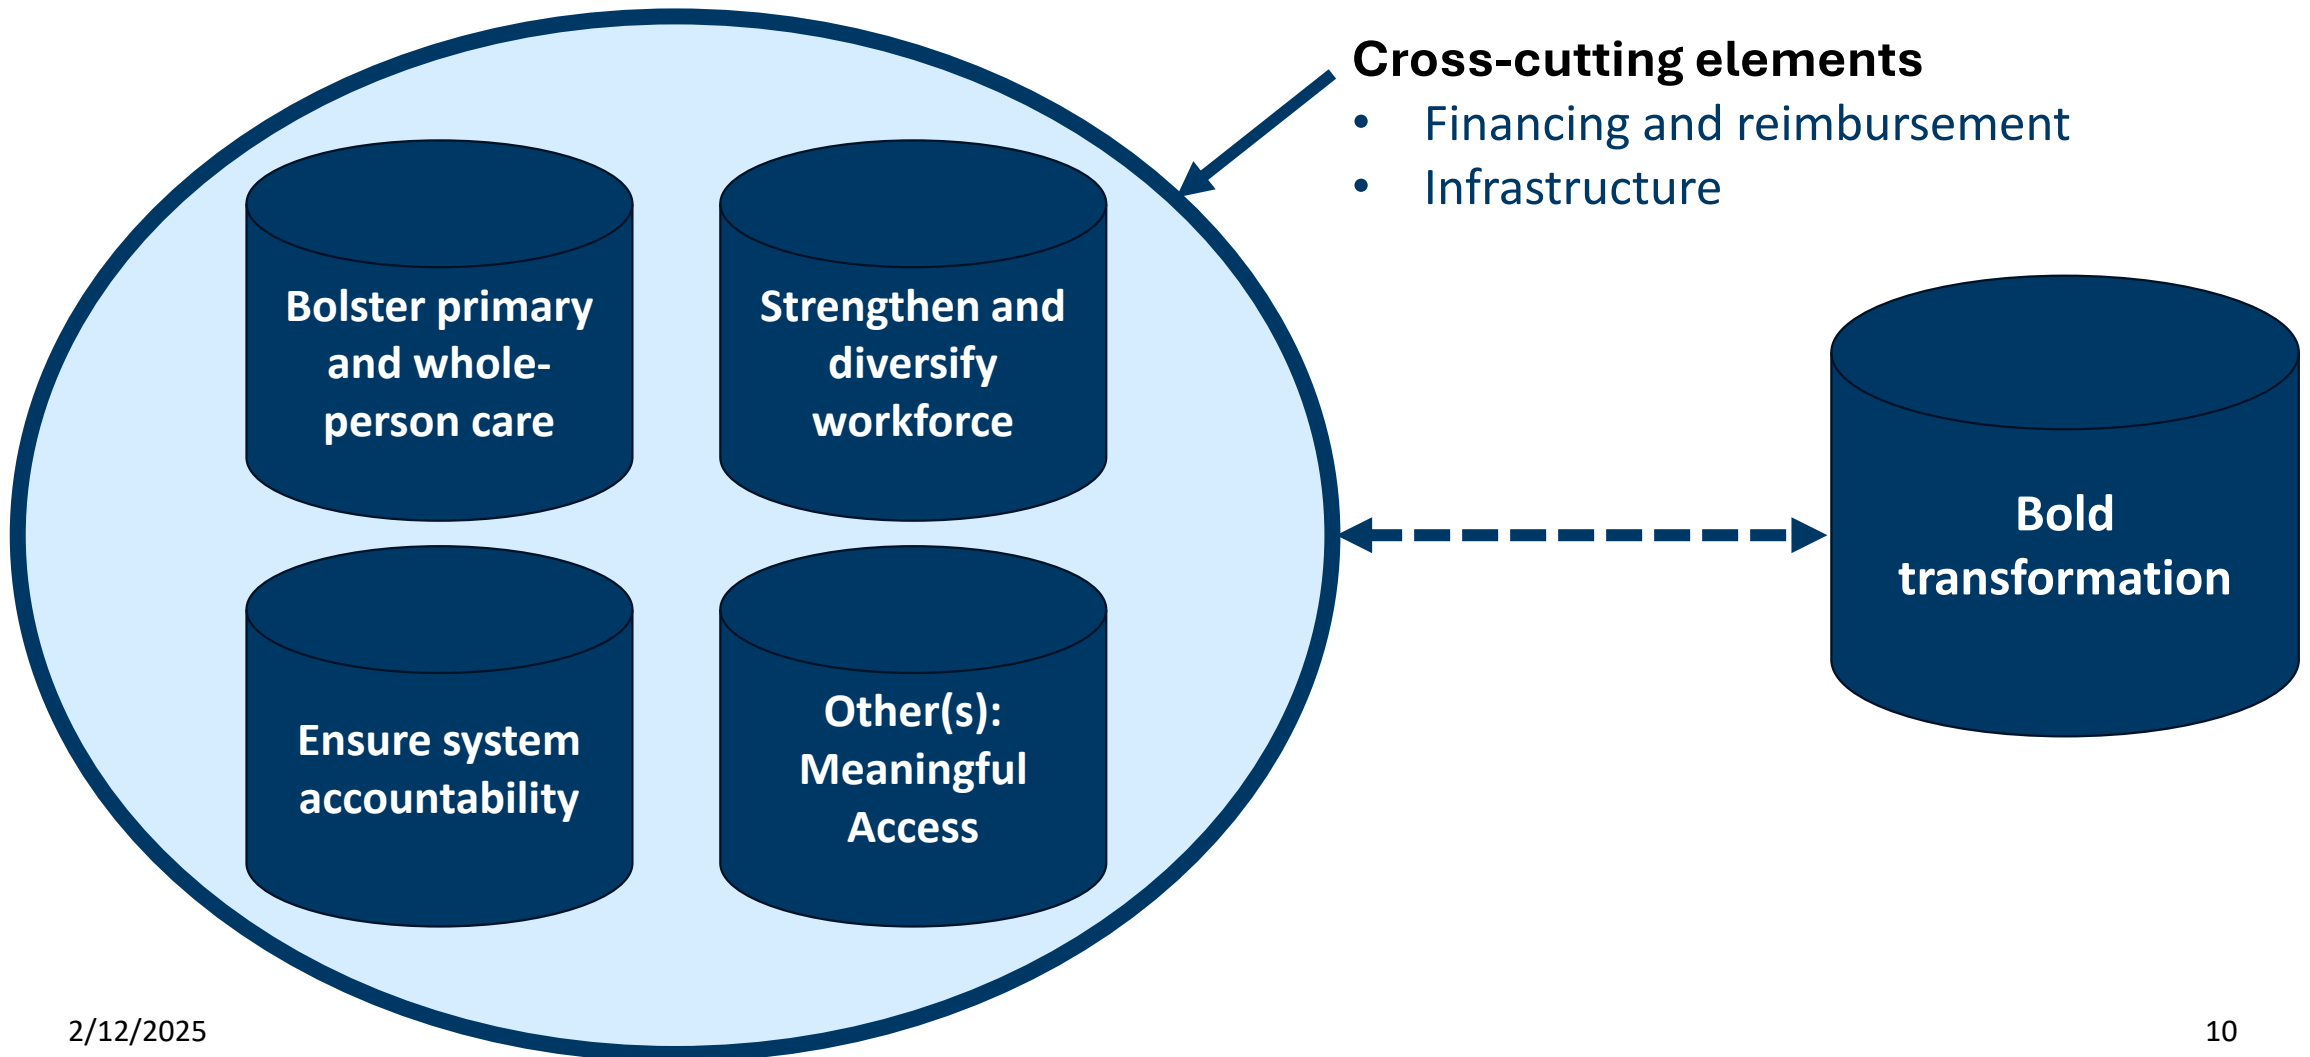 Cross-cutting elements
• Financing and reimbursement
• Infrastructure
Bolster primary
and whole-
person care
Strengthen and
diversify
workforce
Ensure system
accountability
Other(s):
Meaningful
Access
Bold
transformation
2/12/2025
10